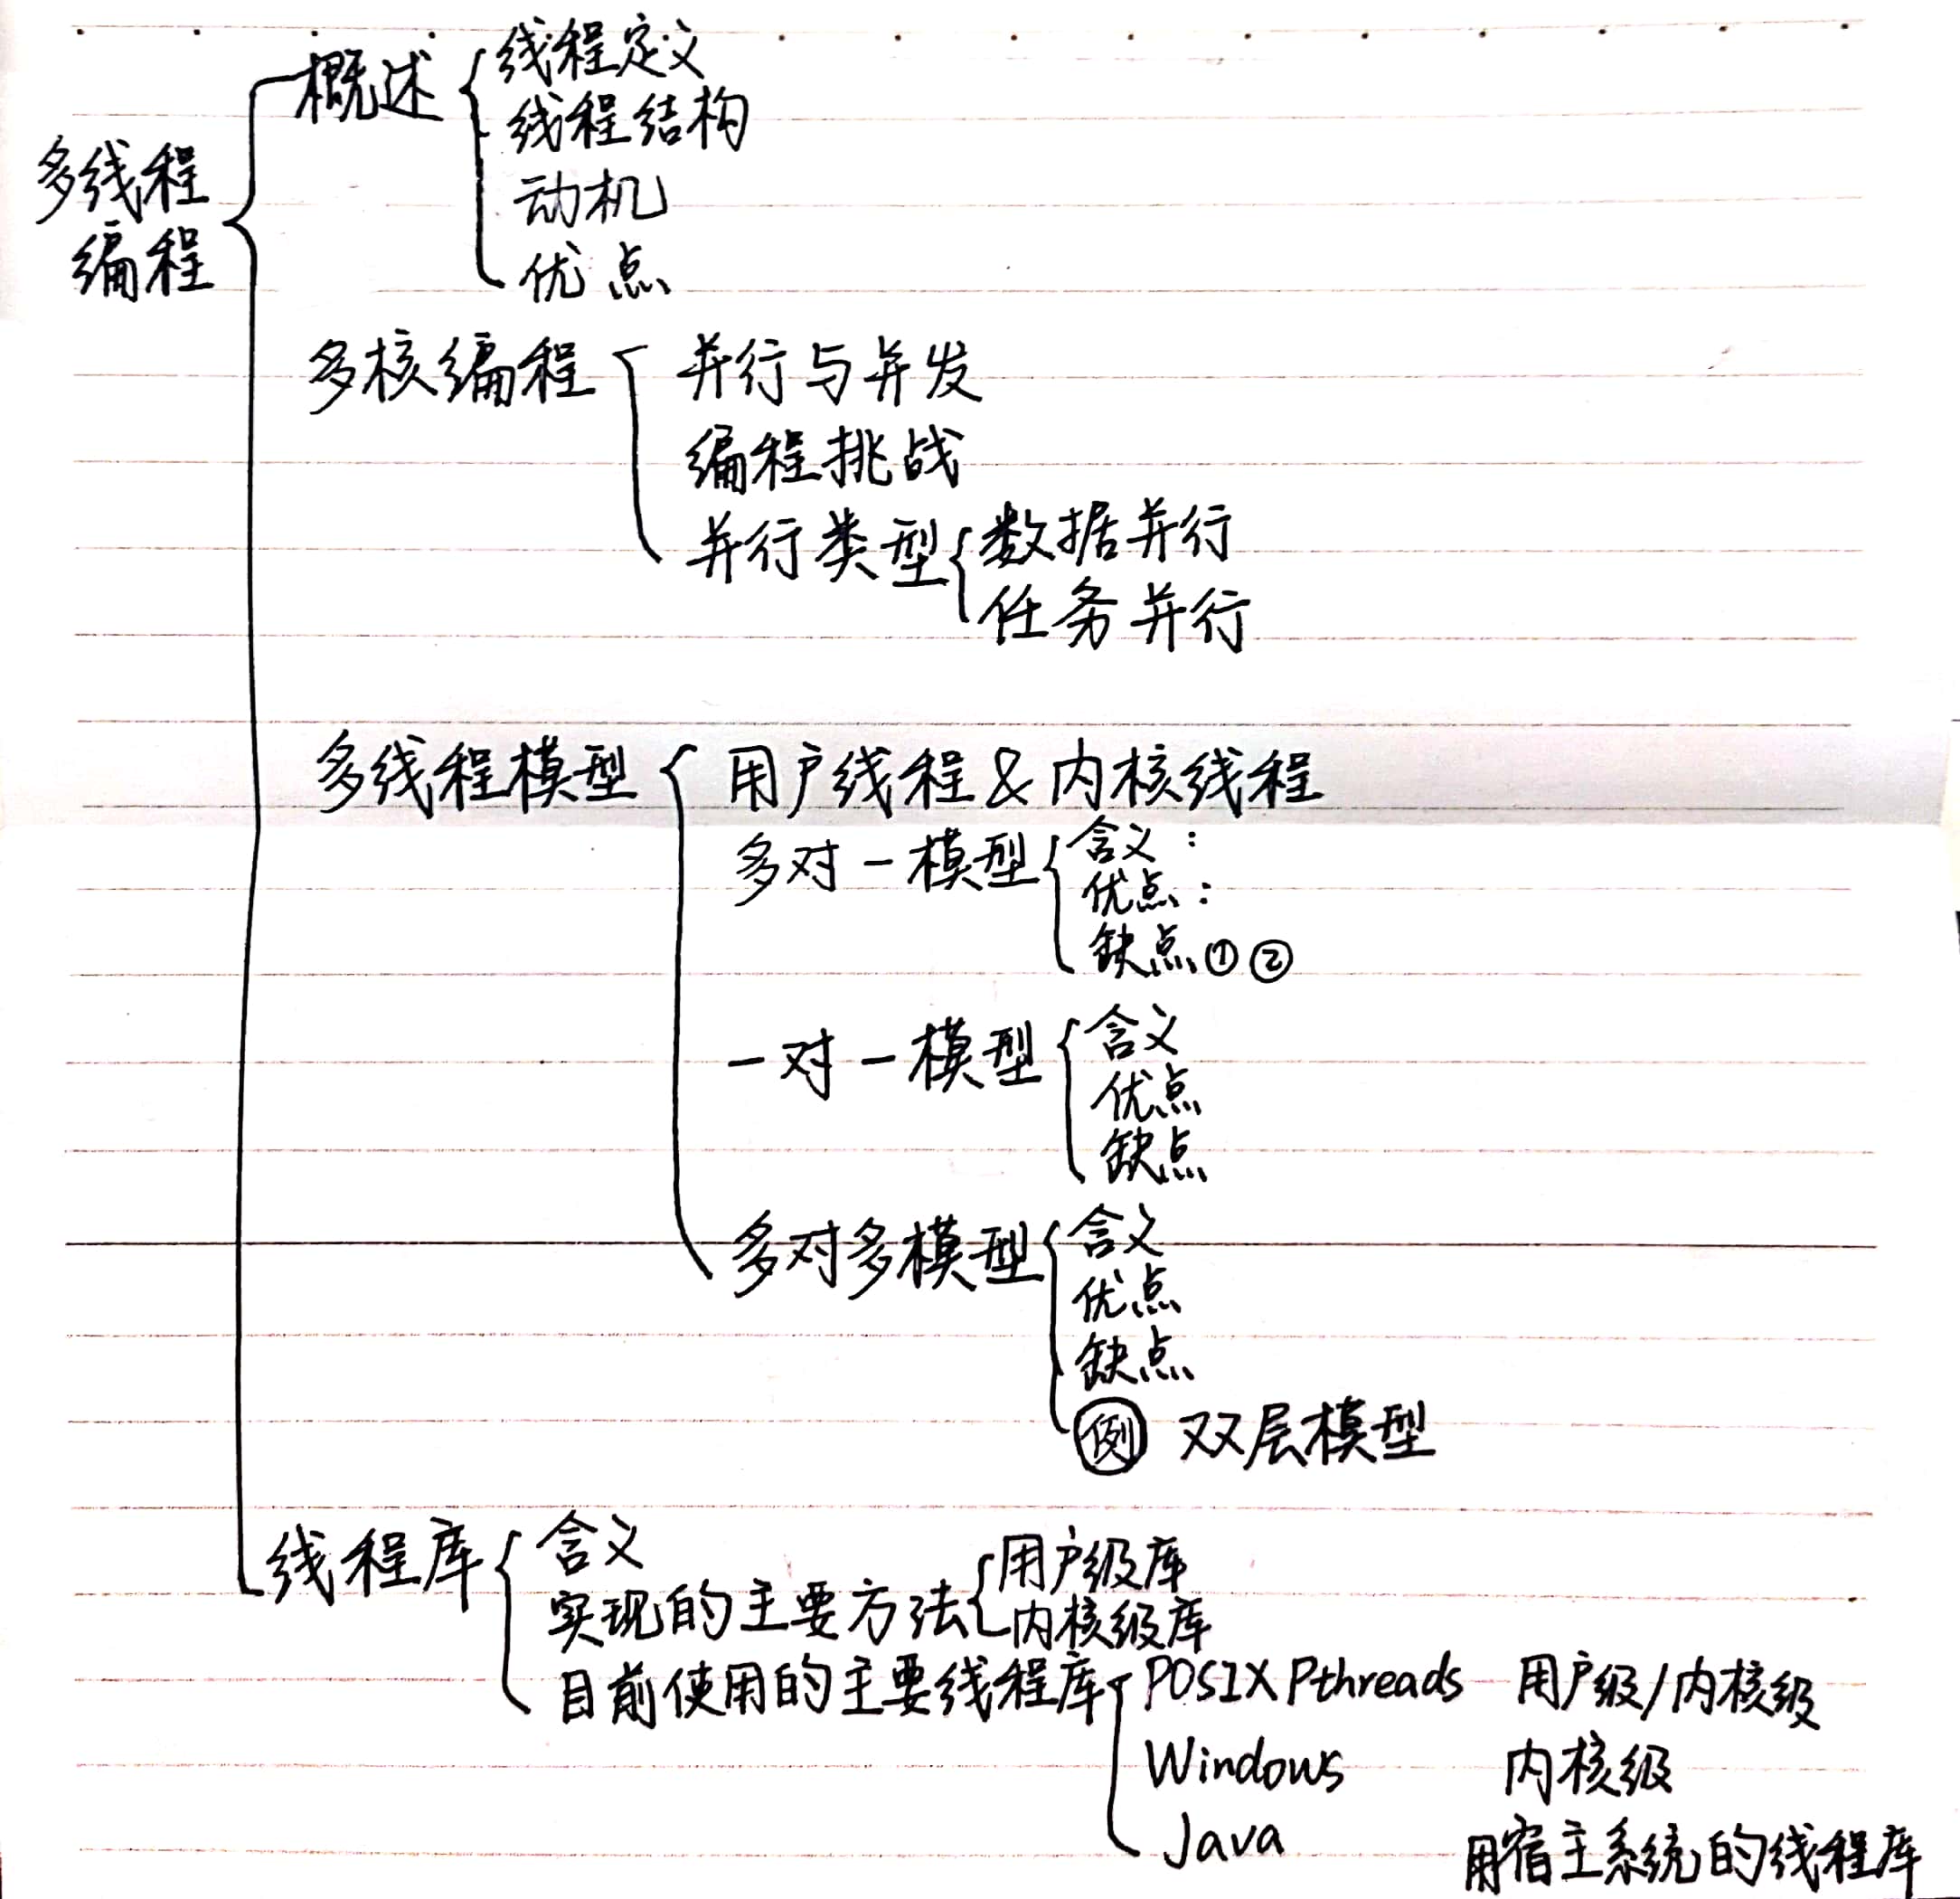 多线程
编程
概述
线程定义
线程结构
动机
优点
多核编程
并行与并发
编程挑战
并行类型
数据并行
任务并行
多线程模型
用户线程 & 内核线程
多对一模型
含义:
优点:
缺点①②
一对一模型
含义
优点
缺点
多对多模型
含义
优点
缺点
例 双层模型
线程库
含义
实现的主要方法
用户级库
内核级库
目前使用的主要线程库
POSIX Pthreads 用户级/内核级
Windows 内核级
Java 用宿主系统的线程库